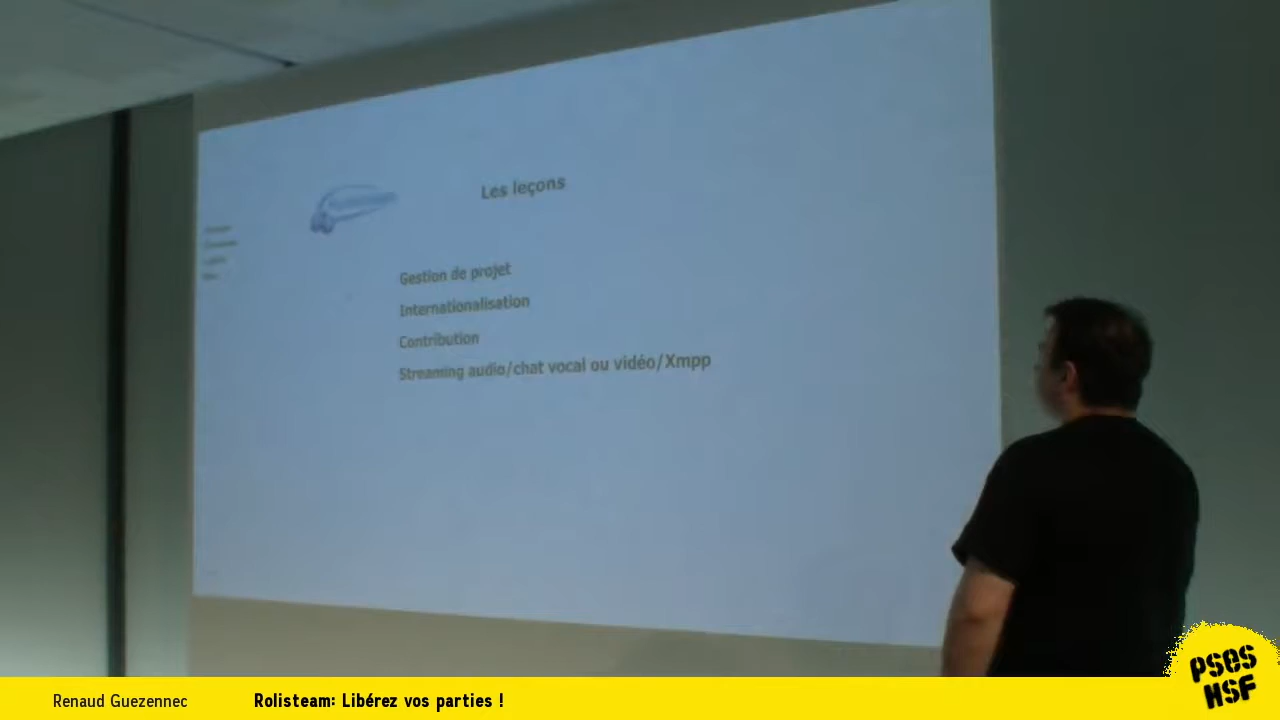 Les leçons
Gestion de projet
Internationalisation
Contribution
Streaming audio/chat vocal ou vidéo/Xmpp
PSES
HSF
Renaud Guezennec
Rolisteam: Libérez vos parties !